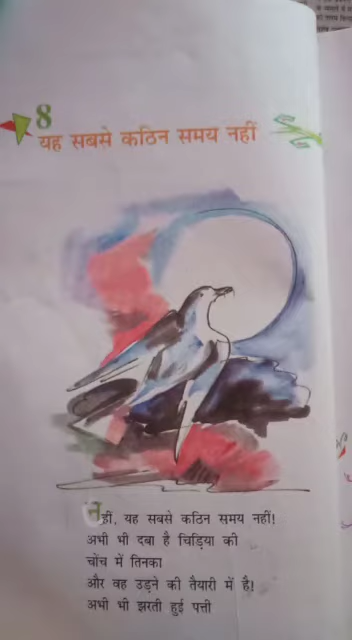 8
यह सबसे कठिन समय नहीं
नहीं, यह सबसे कठिन समय नहीं!
अभी भी दबा है चिड़िया की
चोंच में तिनका
और वह उड़ने की तैयारी में है!
अभी भी झरती हुई पत्ती